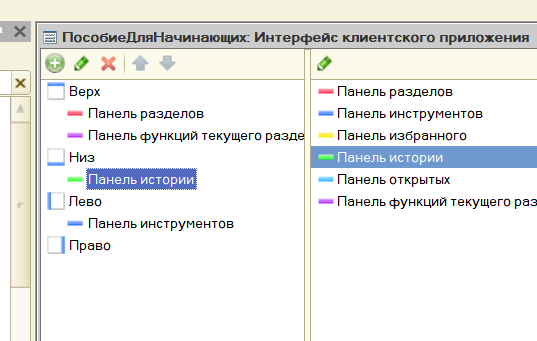 ПособиеДляНачинающих: Интерфейс клиентского приложения
Верх
Панель разделов
Панель функций текущего разде
Низ
Панель истории
Лево
Панель инструментов
Право
Панель разделов
Панель инструментов
Панель избранного
Панель истории
Панель открытых
Панель функций текущего раз